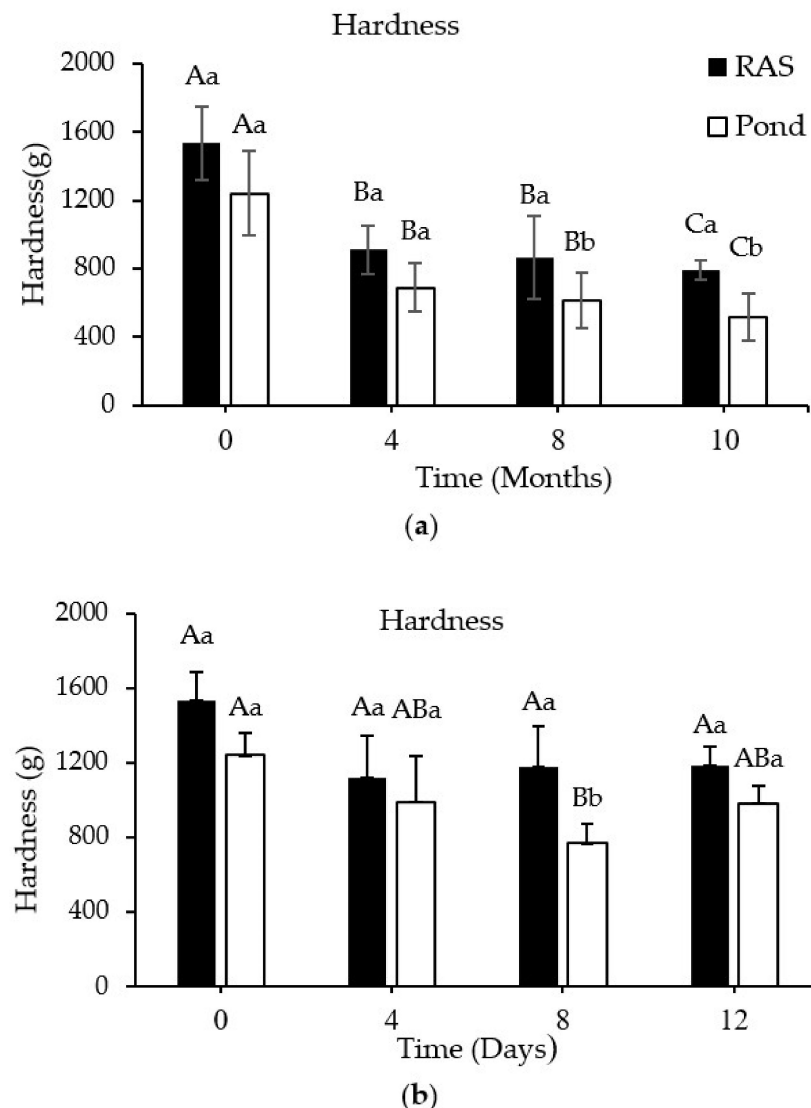 Hardness
2000
1600
1200
800
400
0
Hardness(g)
Aa
Aa
Ba
Ba
Ba
Bb
Ca
Cb
RAS
Pond
0 4 8 10
Time (Months)
(a)
Hardness
2000
1600
1200
800
400
0
Hardness (g)
Aa
Aa
Aa
ABa
Aa
Bb
Aa
ABa
0 4 8 12
Time (Days)
(b)